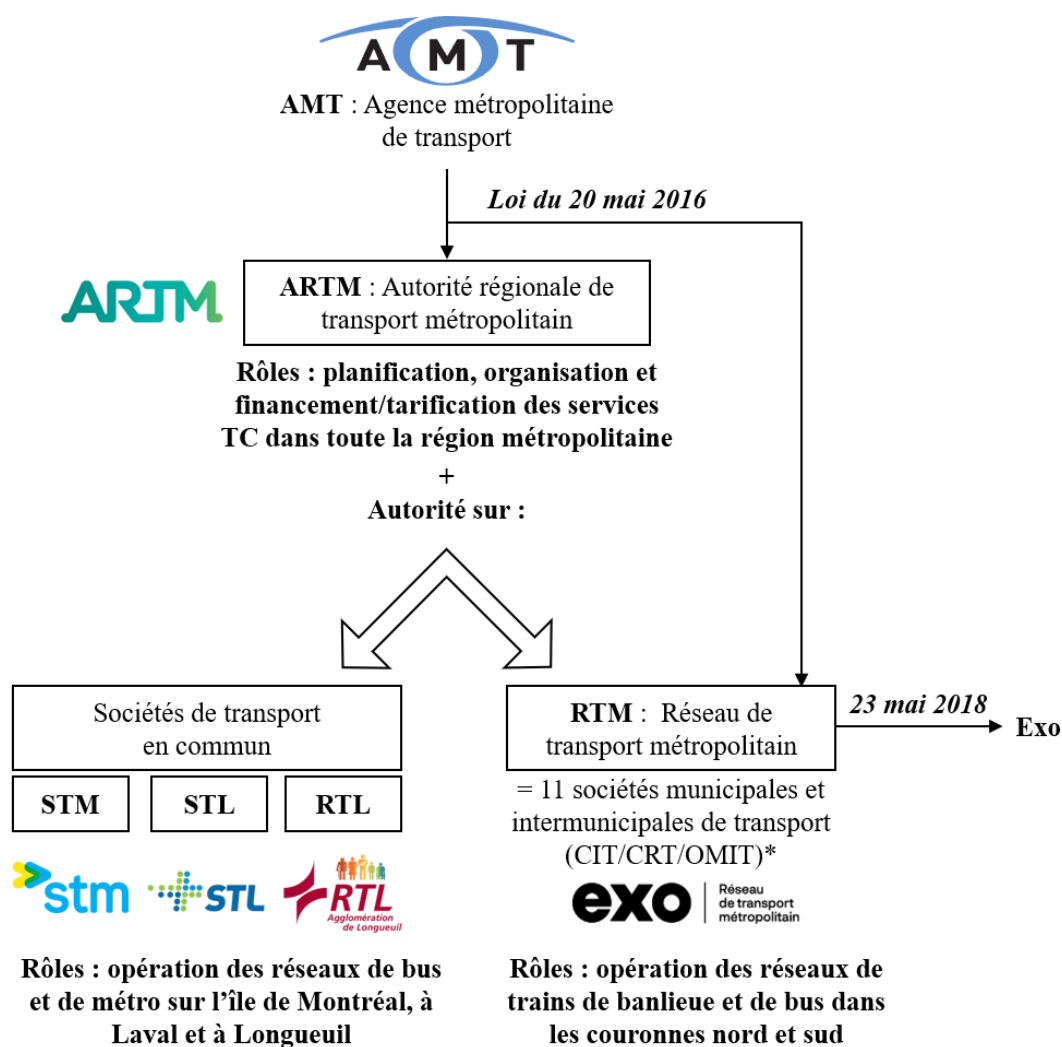 AMT
AMT : Agence métropolitaine
de transport
Loi du 20 mai 2016
ARTM
ARTM : Autorité régionale de
transport métropolitain
Rôles : planification, organisation et
financement/tarification des services
TC dans toute la région métropolitaine
+
Autorité sur :
Sociétés de transport
en commun
STM
STL
RTL
stm
STL
RTL
Agglomération
de Longueuil
Rôles : opération des réseaux de bus
et de métro sur l’île de Montréal, à
Laval et à Longueuil
RTM : Réseau de
transport métropolitain
23 mai 2018
Exo
= 11 sociétés municipales et
intermunicipales de transport
(CIT/CRT/OMIT)*
exo
Réseau
de transport
métropolitain
Rôles : opération des réseaux de
trains de banlieue et de bus dans
les couronnes nord et sud